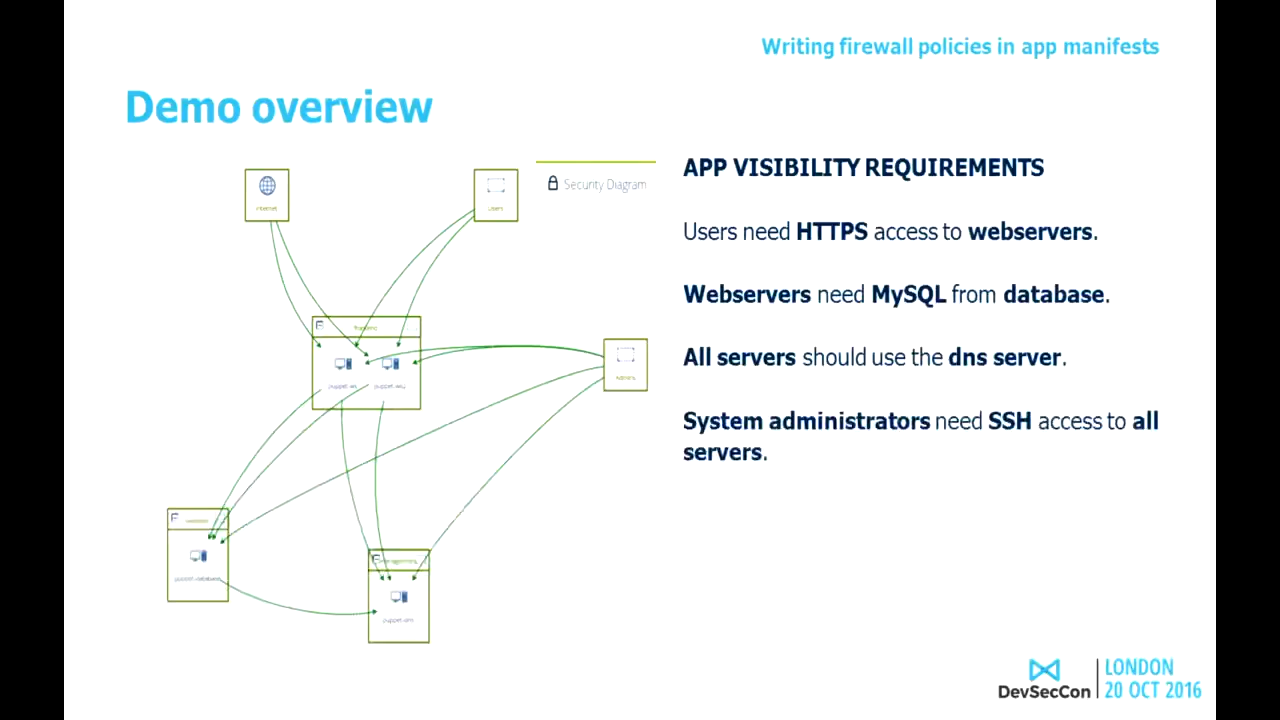 Writing firewall policies in app manifests
Demo overview
Security Diagram
Internet
Users
APP VISIBILITY REQUIREMENTS
Users need HTTPS access to webservers.
Webservers need MySQL from database.
All servers should use the dns server.
System administrators need SSH access to all
servers.
DevSecCon
LONDON
20 OCT 2016